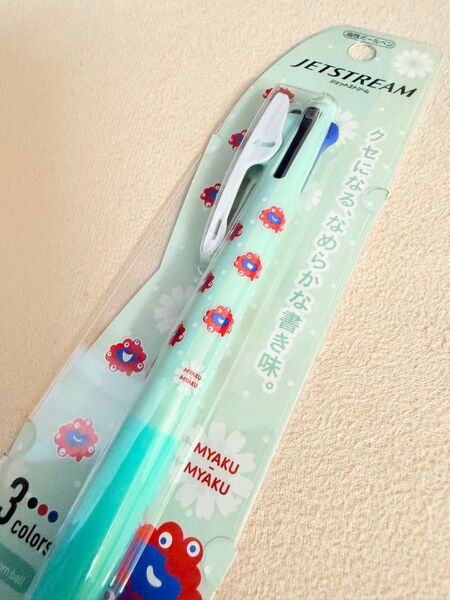 油性ボールペン
JETSTREAM
ジェットストリーム
クセになる、なめらかな書き味。
MYAKU
MYAKU
MYAKU-
MYAKU
3
colors
m ball